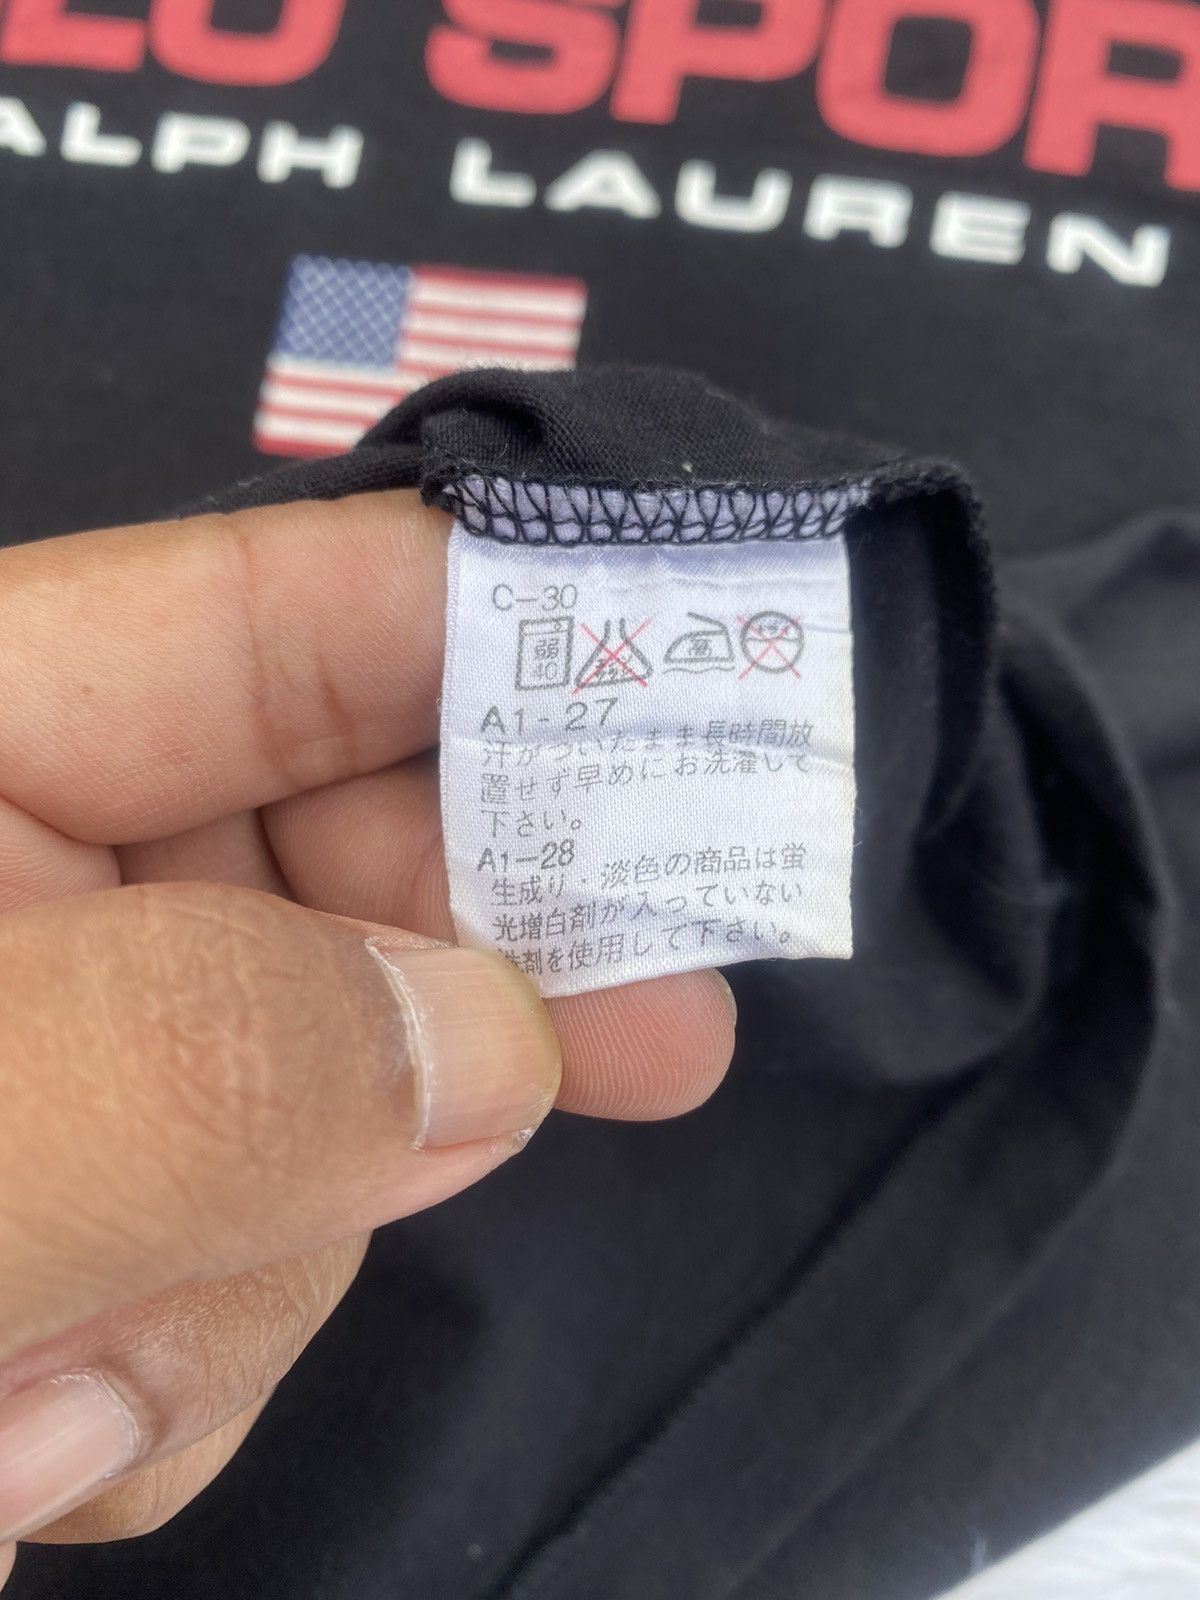 LO SPOR
ALPH LAUREN
C-30
弱
40
A1-27
汗がついたまま長時間放
置せず早めにお洗濯して
下さい。
A1-28
生成り・淡色の商品は蛍
光増白剤が入っていない
洗剤を使用して下さい。